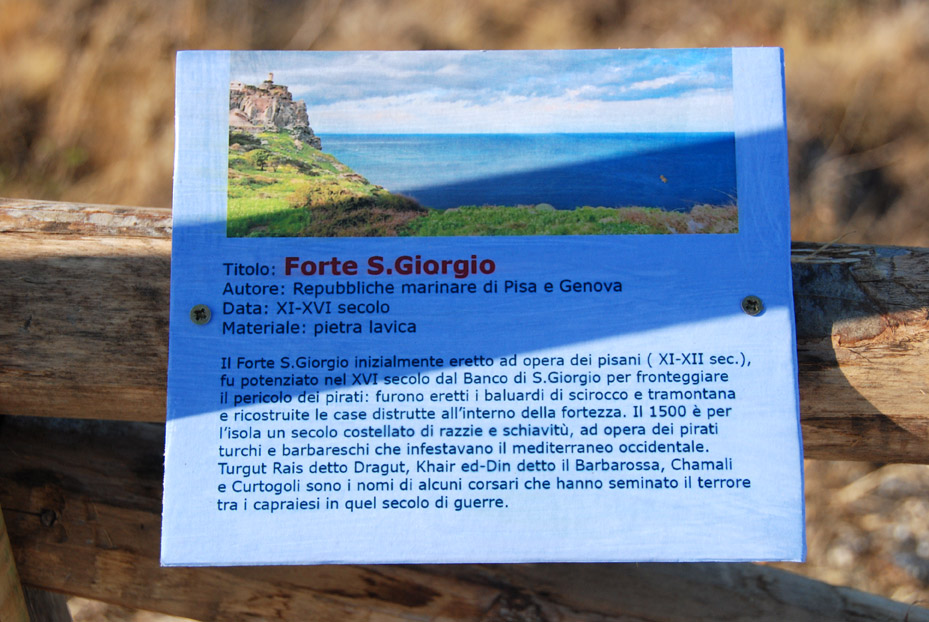 Titolo: Forte S.Giorgio
Autore: Repubbliche marinare di Pisa e Genova
Data: XI-XVI secolo
Materiale: pietra lavica
Il Forte S.Giorgio inizialmente eretto ad opera dei pisani ( XI-XII sec.),
fu potenziato nel XVI secolo dal Banco di S.Giorgio per fronteggiare
il pericolo dei pirati: furono eretti i baluardi di scirocco e tramontana
e ricostruite le case distrutte all'interno della fortezza. Il 1500 è per
l'isola un secolo costellato di razzie e schiavitù, ad opera dei pirati
turchi e barbareschi che infestavano il mediterraneo occidentale.
Turgut Rais detto Dragut, Khair ed-Din detto il Barbarossa, Chamali
e Curtogoli sono i nomi di alcuni corsari che hanno seminato il terrore
tra i capraiesi in quel secolo di guerre.